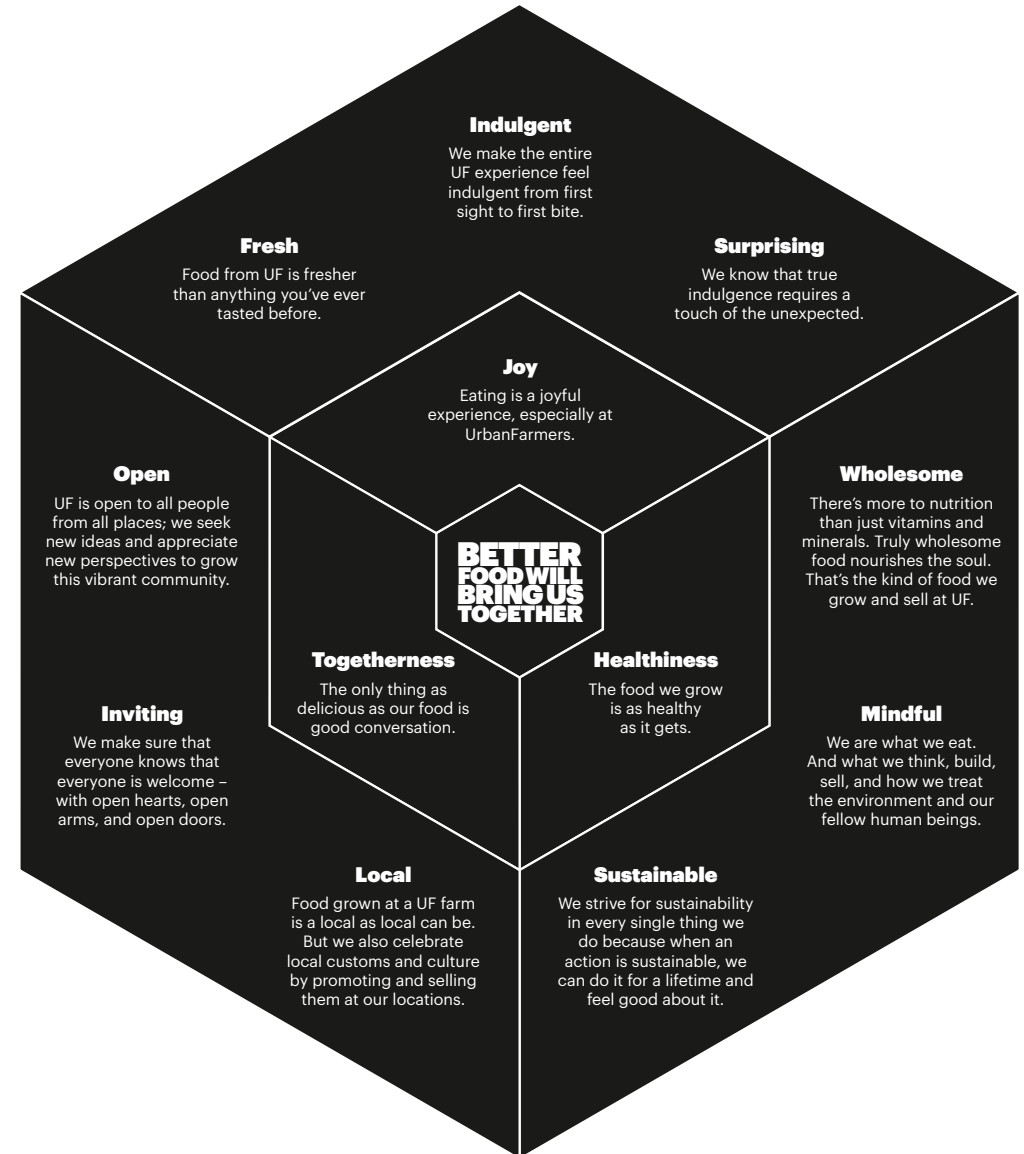 Indulgent
We make the entire
UF experience feel
indulgent from first
sight to first bite.
Fresh
Food from UF is fresher
than anything you've ever
tasted before.
Surprising
We know that true
indulgence requires a
touch of the unexpected.
Joy
Eating is a joyful
experience, especially at
UrbanFarmers.
Open
UF is open to all people
from all places; we seek
new ideas and appreciate
new perspectives to grow
this vibrant community.
Wholesome
There's more to nutrition
than just vitamins and
minerals. Truly wholesome
food nourishes the soul.
That's the kind of food we
grow and sell at UF.
BETTER
FOOD WILL
BRING US
TOGETHER
Togetherness
The only thing as
delicious as our food is
good conversation.
Healthiness
The food we grow
is as healthy
as it gets.
Inviting
We make sure that
everyone knows that
everyone is welcome –
with open hearts, open
arms, and open doors.
Mindful
We are what we eat.
And what we think, build,
sell, and how we treat
the environment and our
fellow human beings.
Local
Food grown at a UF farm
is a local as local can be.
But we also celebrate
local customs and culture
by promoting and selling
them at our locations.
Sustainable
We strive for sustainability
in every single thing we
do because when an
action is sustainable, we
can do it for a lifetime and
feel good about it.